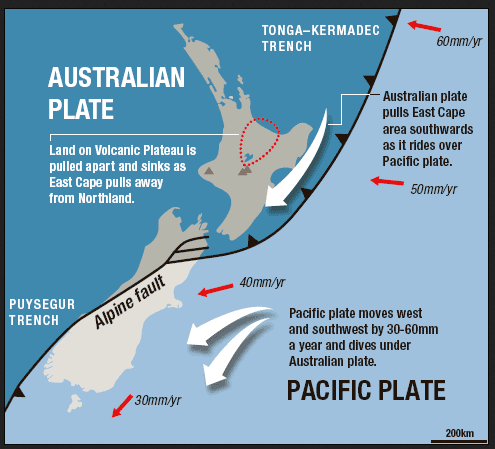 TONGA–KERMADEC
TRENCH
60mm/yr
AUSTRALIAN
PLATE
Land on Volcanic Plateau is
pulled apart and sinks as
East Cape pulls away
from Northland.
Australian plate
pulls East Cape
area southwards
as it rides over
Pacific plate.
50mm/yr
40mm/yr
PUYSEGUR
TRENCH
Alpine fault
Pacific plate moves west
and southwest by 30-60mm
a year and dives under
Australian plate.
PACIFIC PLATE
30mm/yr
200km